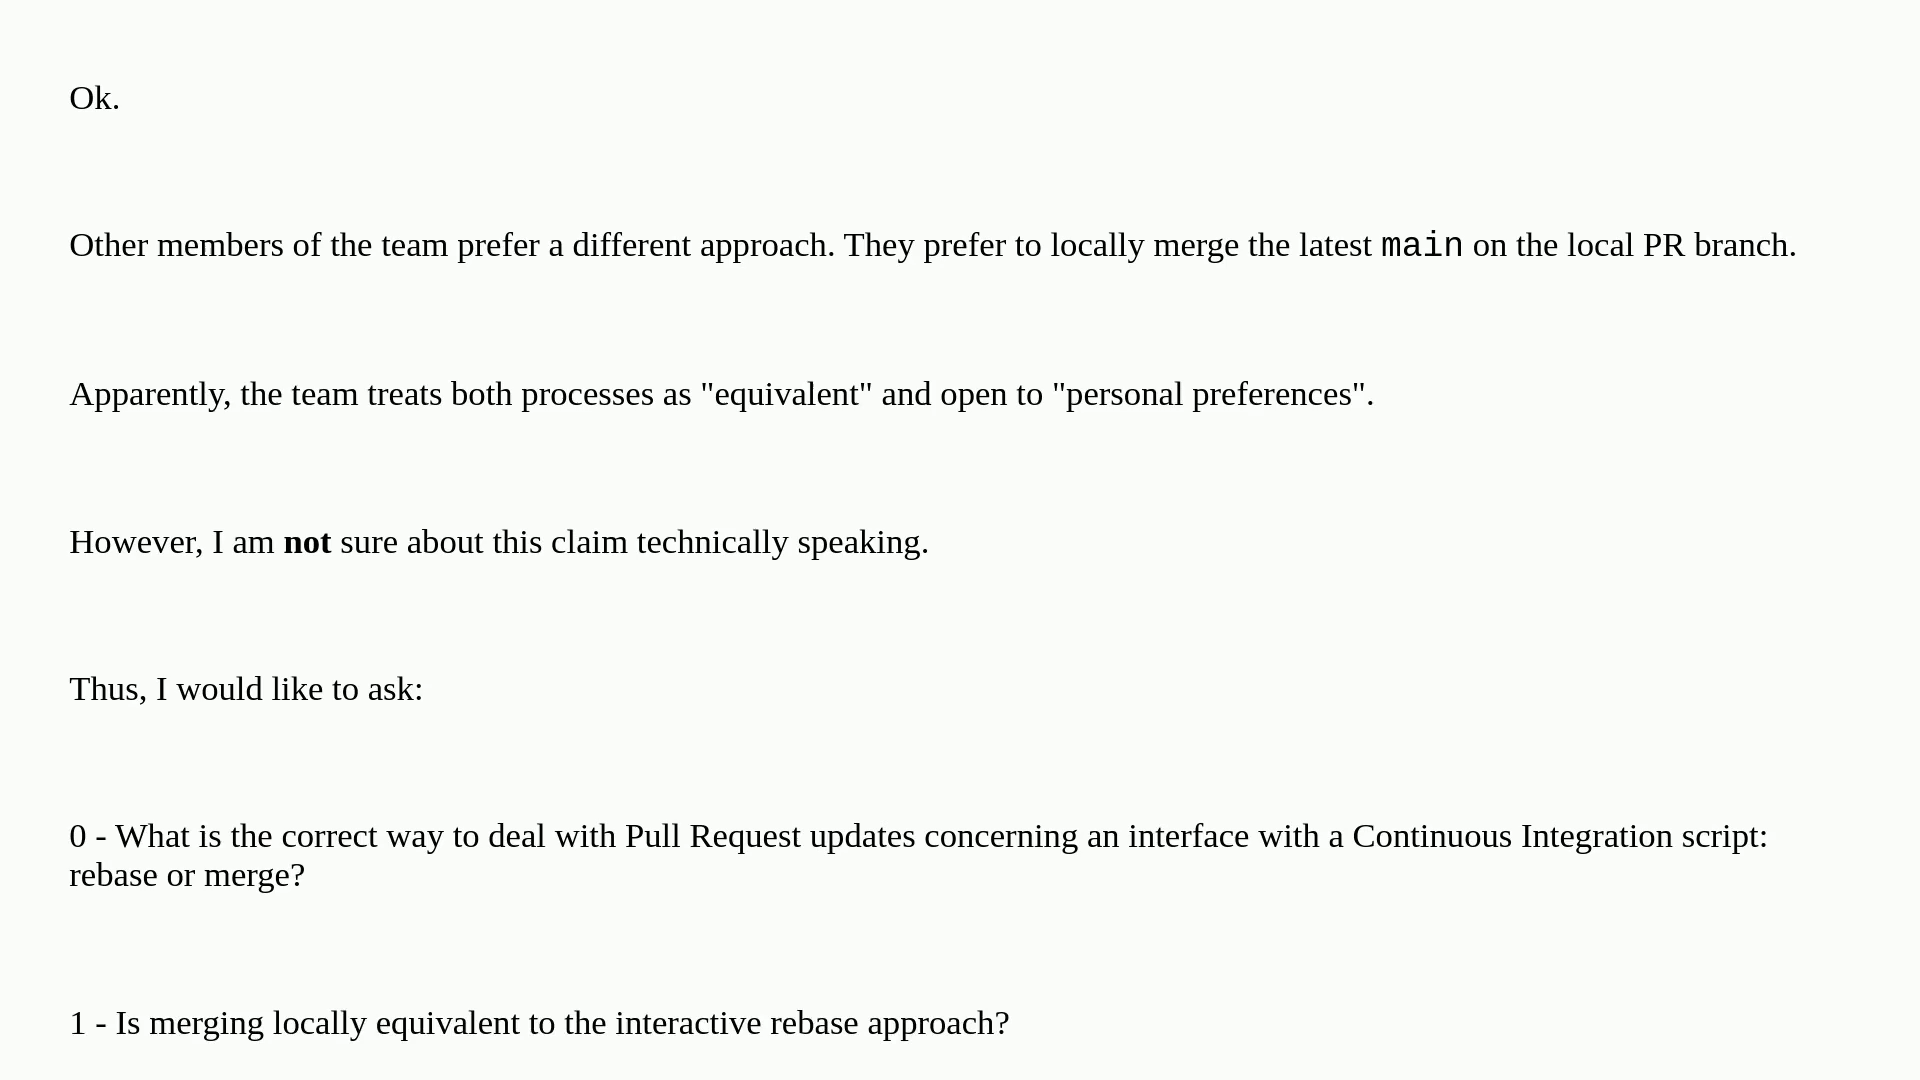 Ok.
Other members of the team prefer a different approach. They prefer to locally merge the latest main on the local PR branch.
Apparently, the team treats both processes as "equivalent" and open to "personal preferences".
However, I am not sure about this claim technically speaking.
Thus, I would like to ask:
0 - What is the correct way to deal with Pull Request updates concerning an interface with a Continuous Integration script:
rebase or merge?
1 - Is merging locally equivalent to the interactive rebase approach?